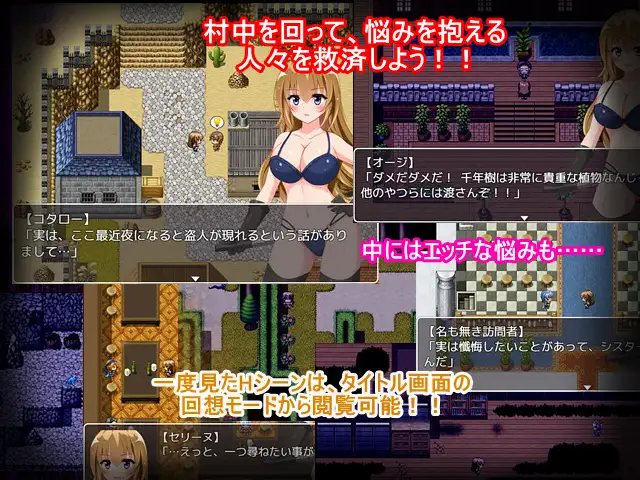 村中を回って、悩みを抱える
人々を救済しよう！！
【オージ】
「ダメだダメだ！ 千年樹は非常に貴重な植物なんじ
他のやつらには渡さんぞ！！」
【コタロー】
「実は、ここ最近夜になると盗人が現れるという話があり
まして…」
中にはエッチな悩みも……
【名も無き訪問者】
「実は懺悔したいことがあって、シスター
んだ」
一度見たHシーンは、タイトル画面の
回想モードから閲覧可能！！
【セリーヌ】
「…えっと、一つ尋ねたい事が